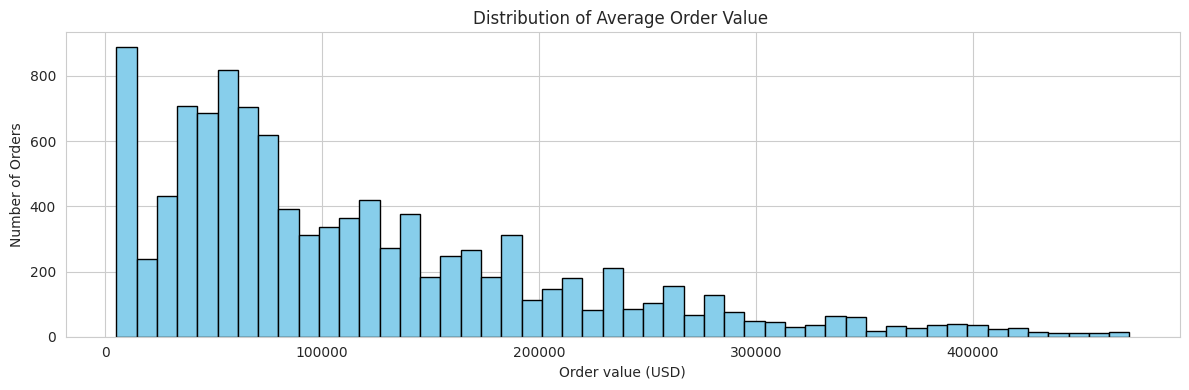 Distribution of Average Order Value
Number of Orders
800
600
400
200
0
0 100000 200000 300000 400000
Order value (USD)